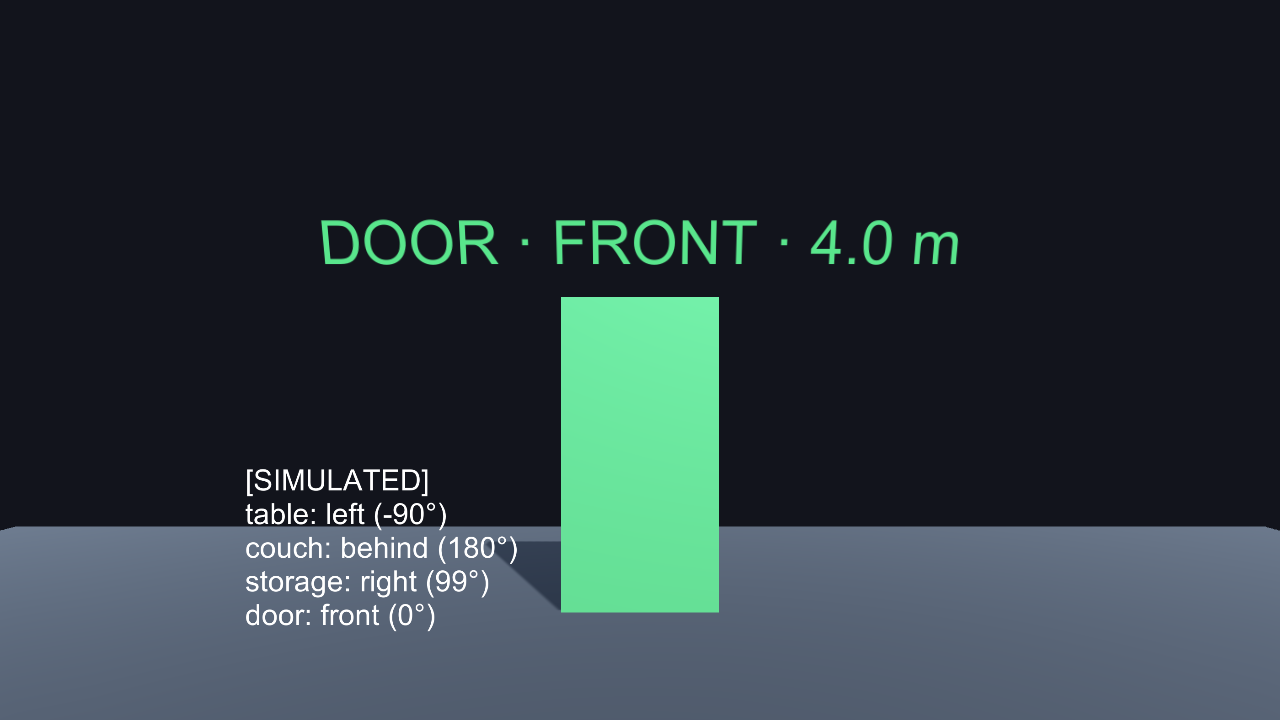 DOOR · FRONT · 4.0 m
[SIMULATED]
table: left (-90°)
couch: behind (180°)
storage: right (99°)
door: front (0°)